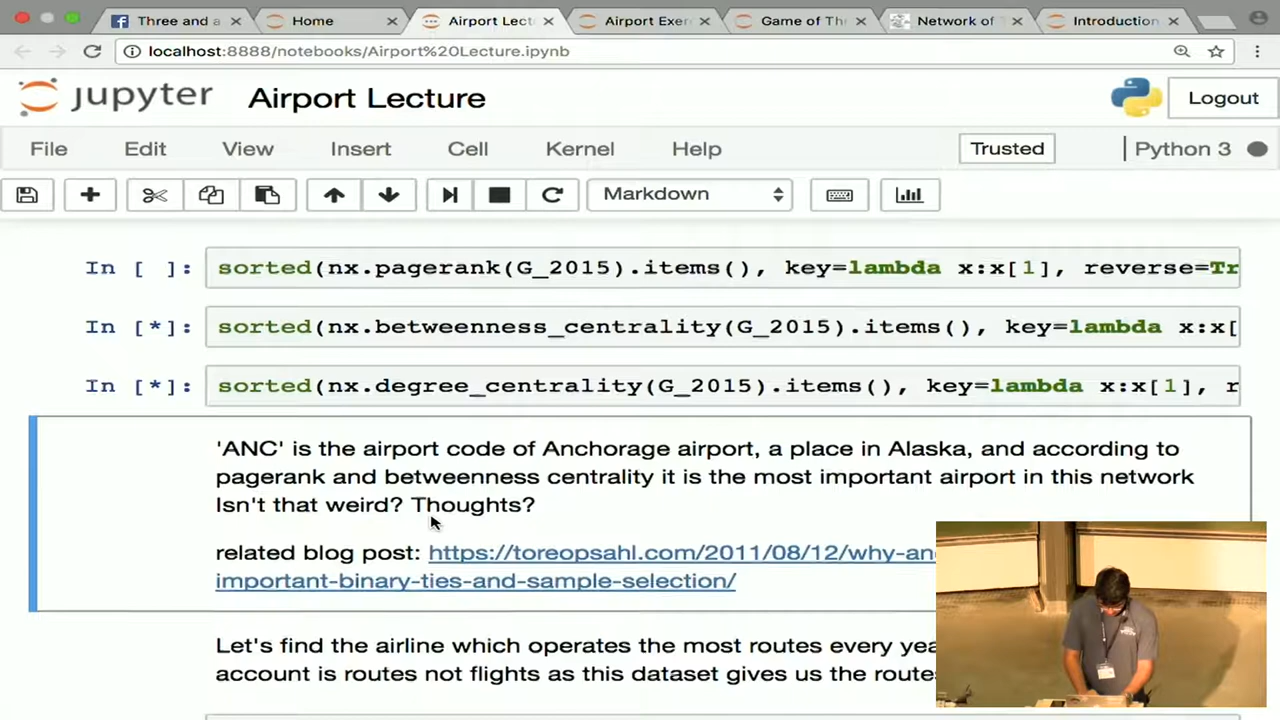 Three and a
Home
Airport Lect
Airport Exer
Game of Th
Network of
Introduction
localhost:8888/notebooks/Airport%20Lecture.ipynb
jupyter Airport Lecture
Logout
File Edit View Insert Cell Kernel Help Trusted Python 3
Markdown
In [ ]: sorted(nx.pagerank(G_2015).items(), key=lambda x:x[1], reverse=Tr
In [*]: sorted(nx.betweenness_centrality(G_2015).items(), key=lambda x:x[
In [*]: sorted(nx.degree_centrality(G_2015).items(), key=lambda x:x[1], r
'ANC' is the airport code of Anchorage airport, a place in Alaska, and according to
pagerank and betweenness centrality it is the most important airport in this network
Isn't that weird? Thoughts?
related blog post: https://toreopsahl.com/2011/08/12/why-an
important-binary-ties-and-sample-selection/
Let's find the airline which operates the most routes every yea
account is routes not flights as this dataset gives us the route